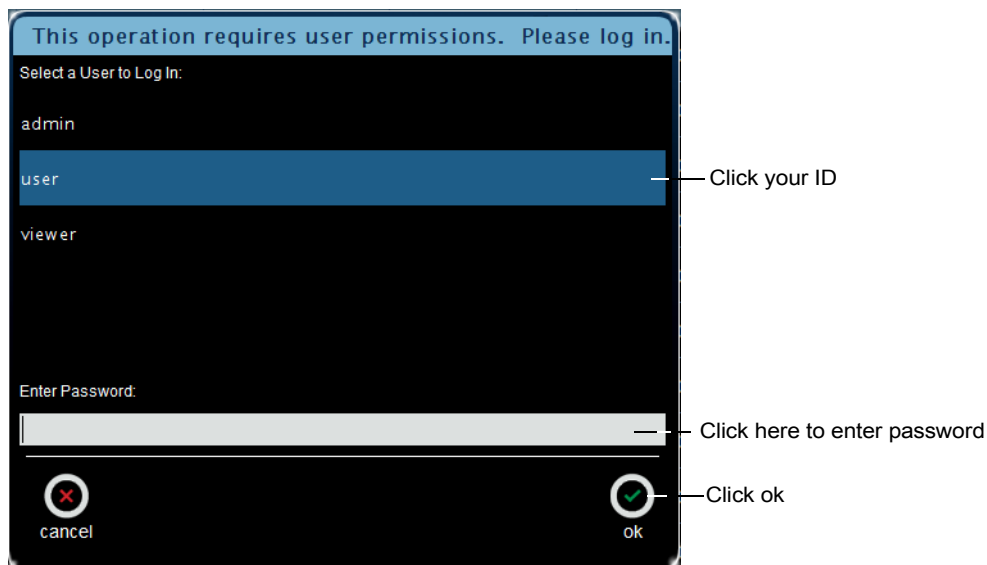 This operation requires user permissions. Please log in.
Select a User to Log In:
admin
user
Click your ID
viewer
Enter Password:
Click here to enter password
Click ok
cancel
ok